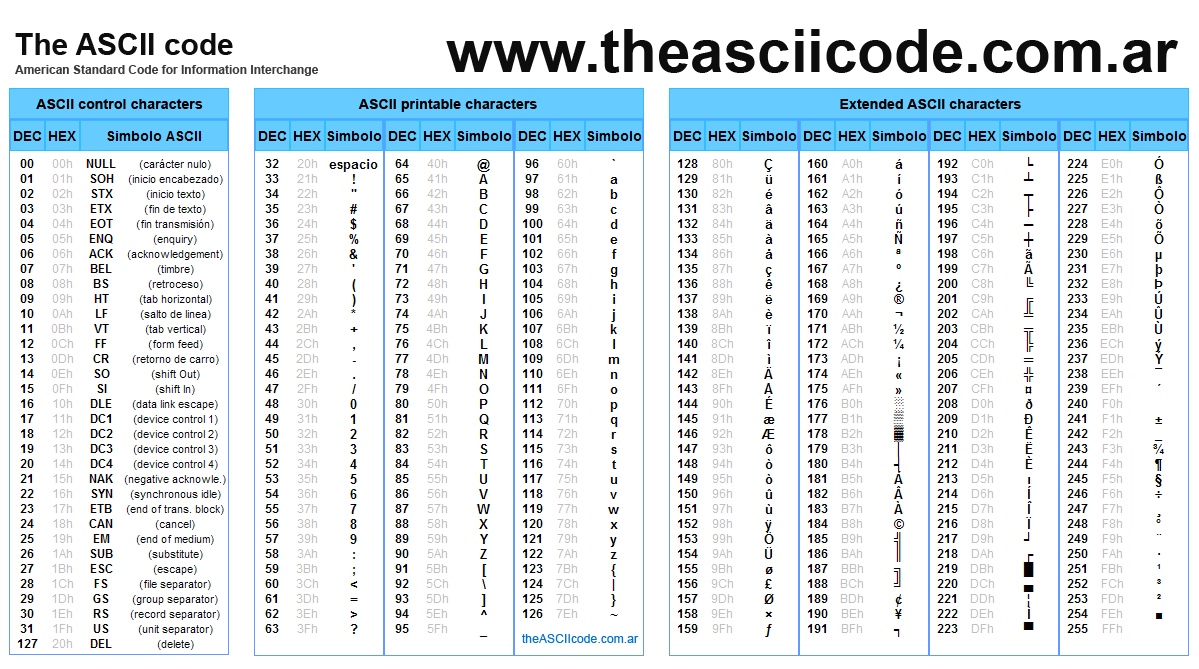 The ASCII code
American Standard Code for Information Interchange
www.theasciicode.com.ar
ASCII control characters
DEC HEX Simbolo ASCII
00 00h NULL (carácter nulo)
01 01h SOH (inicio encabezado)
02 02h STX (inicio texto)
03 03h ETX (fin de texto)
04 04h EOT (fin transmisión)
05 05h ENQ (enquiry)
06 06h ACK (acknowledgement)
07 07h BEL (timbre)
08 08h BS (retroceso)
09 09h HT (tab horizontal)
10 0Ah LF (salto de linea)
11 0Bh VT (tab vertical)
12 0Ch FF (form feed)
13 0Dh CR (retorno de carro)
14 0Eh SO (shift Out)
15 0Fh SI (shift In)
16 10h DLE (data link escape)
17 11h DC1 (device control 1)
18 12h DC2 (device control 2)
19 13h DC3 (device control 3)
20 14h DC4 (device control 4)
21 15h NAK (negative acknowle.)
22 16h SYN (synchronous idle)
23 17h ETB (end of trans. block)
24 18h CAN (cancel)
25 19h EM (end of medium)
26 1Ah SUB (substitute)
27 1Bh ESC (escape)
28 1Ch FS (file separator)
29 1Dh GS (group separator)
30 1Eh RS (record separator)
31 1Fh US (unit separator)
127 20h DEL (delete)
ASCII printable characters
DEC HEX Simbolo DEC HEX Simbolo DEC HEX Simbolo
32 20h espacio 64 40h @ 96 60h `
33 21h ! 65 41h A 97 61h a
34 22h " 66 42h B 98 62h b
35 23h # 67 43h C 99 63h c
36 24h $ 68 44h D 100 64h d
37 25h % 69 45h E 101 65h e
38 26h & 70 46h F 102 66h f
39 27h ' 71 47h G 103 67h g
40 28h ( 72 48h H 104 68h h
41 29h ) 73 49h I 105 69h i
42 2Ah * 74 4Ah J 106 6Ah j
43 2Bh + 75 4Bh K 107 6Bh k
44 2Ch , 76 4Ch L 108 6Ch l
45 2Dh - 77 4Dh M 109 6Dh m
46 2Eh . 78 4Eh N 110 6Eh n
47 2Fh / 79 4Fh O 111 6Fh o
48 30h 0 80 50h P 112 70h p
49 31h 1 81 51h Q 113 71h q
50 32h 2 82 52h R 114 72h r
51 33h 3 83 53h S 115 73h s
52 34h 4 84 54h T 116 74h t
53 35h 5 85 55h U 117 75h u
54 36h 6 86 56h V 118 76h v
55 37h 7 87 57h W 119 77h w
56 38h 8 88 58h X 120 78h x
57 39h 9 89 59h Y 121 79h y
58 3Ah : 90 5Ah Z 122 7Ah z
59 3Bh ; 91 5Bh [ 123 7Bh {
60 3Ch < 92 5Ch \ 124 7Ch |
61 3Dh = 93 5Dh ] 125 7Dh }
62 3Eh > 94 5Eh ^ 126 7Eh ~
63 3Fh ? 95 5Fh _
theASCIIcode.com.ar
Extended ASCII characters
DEC HEX Simbolo DEC HEX Simbolo DEC HEX Simbolo DEC HEX Simbolo
128 80h Ç 160 A0h á 192 C0h └ 224 E0h Ó
129 81h ü 161 A1h í 193 C1h ┴ 225 E1h ß
130 82h é 162 A2h ó 194 C2h ┬ 226 E2h Ô
131 83h â 163 A3h ú 195 C3h ├ 227 E3h Ò
132 84h ä 164 A4h ñ 196 C4h ─ 228 E4h õ
133 85h à 165 A5h Ñ 197 C5h ┼ 229 E5h Õ
134 86h å 166 A6h ª 198 C6h ã 230 E6h µ
135 87h ç 167 A7h º 199 C7h Ã 231 E7h þ
136 88h ê 168 A8h ¿ 200 C8h ╚ 232 E8h Þ
137 89h ë 169 A9h ® 201 C9h ╔ 233 E9h Ú
138 8Ah è 170 AAh ¬ 202 CAh ╩ 234 EAh Û
139 8Bh ï 171 ABh ½ 203 CBh ╦ 235 EBh Ù
140 8Ch î 172 ACh ¼ 204 CCh ╠ 236 ECh ý
141 8Dh ì 173 ADh ¡ 205 CDh ═ 237 EDh Ý
142 8Eh Ä 174 AEh « 206 CEh ╬ 238 EEh ¯
143 8Fh Å 175 AFh » 207 CFh ¤ 239 EFh ´
144 90h É 176 B0h ░ 208 D0h ð 240 F0h
145 91h æ 177 B1h ▒ 209 D1h Ð 241 F1h ±
146 92h Æ 178 B2h ▓ 210 D2h Ê 242 F2h ‗
147 93h ô 179 B3h │ 211 D3h Ë 243 F3h ¾
148 94h ò 180 B4h ┤ 212 D4h È 244 F4h ¶
149 95h ò 181 B5h Á 213 D5h ı 245 F5h §
150 96h û 182 B6h Â 214 D6h Í 246 F6h ÷
151 97h ù 183 B7h À 215 D7h Î 247 F7h ¸
152 98h ÿ 184 B8h © 216 D8h Ï 248 F8h °
153 99h Ö 185 B9h ╣ 217 D9h ┘ 249 F9h ¨
154 9Ah Ü 186 BAh ║ 218 DAh ┌ 250 FAh ·
155 9Bh ø 187 BBh ╗ 219 DBh █ 251 FBh ¹
156 9Ch £ 188 BCh ╝ 220 DCh ▄ 252 FCh ³
157 9Dh Ø 189 BDh ¢ 221 DDh ¦ 253 FDh ²
158 9Eh × 190 BEh ¥ 222 DEh Ì 254 FEh ■
159 9Fh ƒ 191 BFh ┐ 223 DFh ▀ 255 FFh